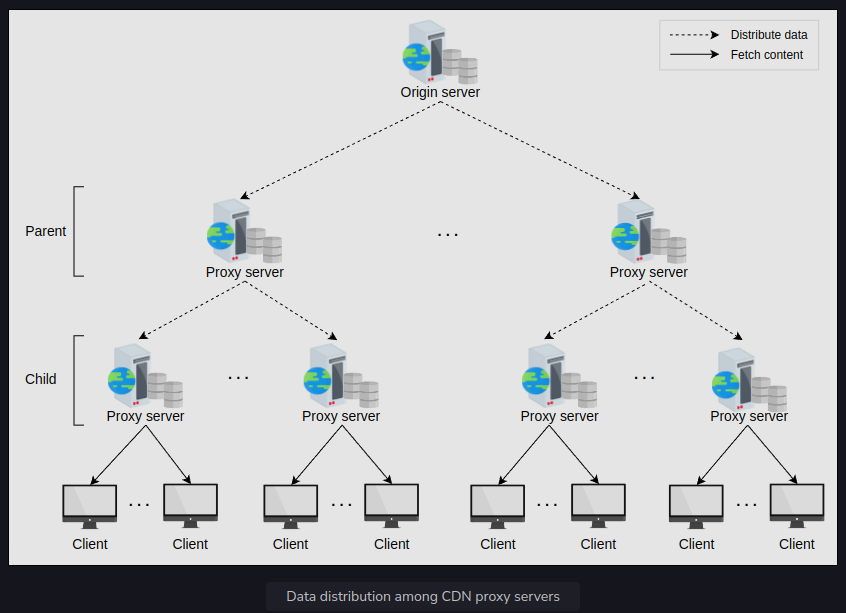 Distribute data
Fetch content
Origin server
Parent
...
Proxy server
Proxy server
Child
...
...
Proxy server
Proxy server
Proxy server
Proxy server
...
...
...
...
Client
Client
Client
Client
Client
Client
Client
Client
Data distribution among CDN proxy servers